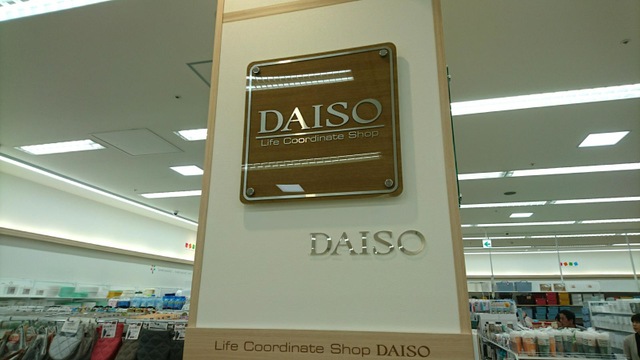 DAISO
Life Coordinate Shop
DAISO
Life Coordinate Shop DAISO